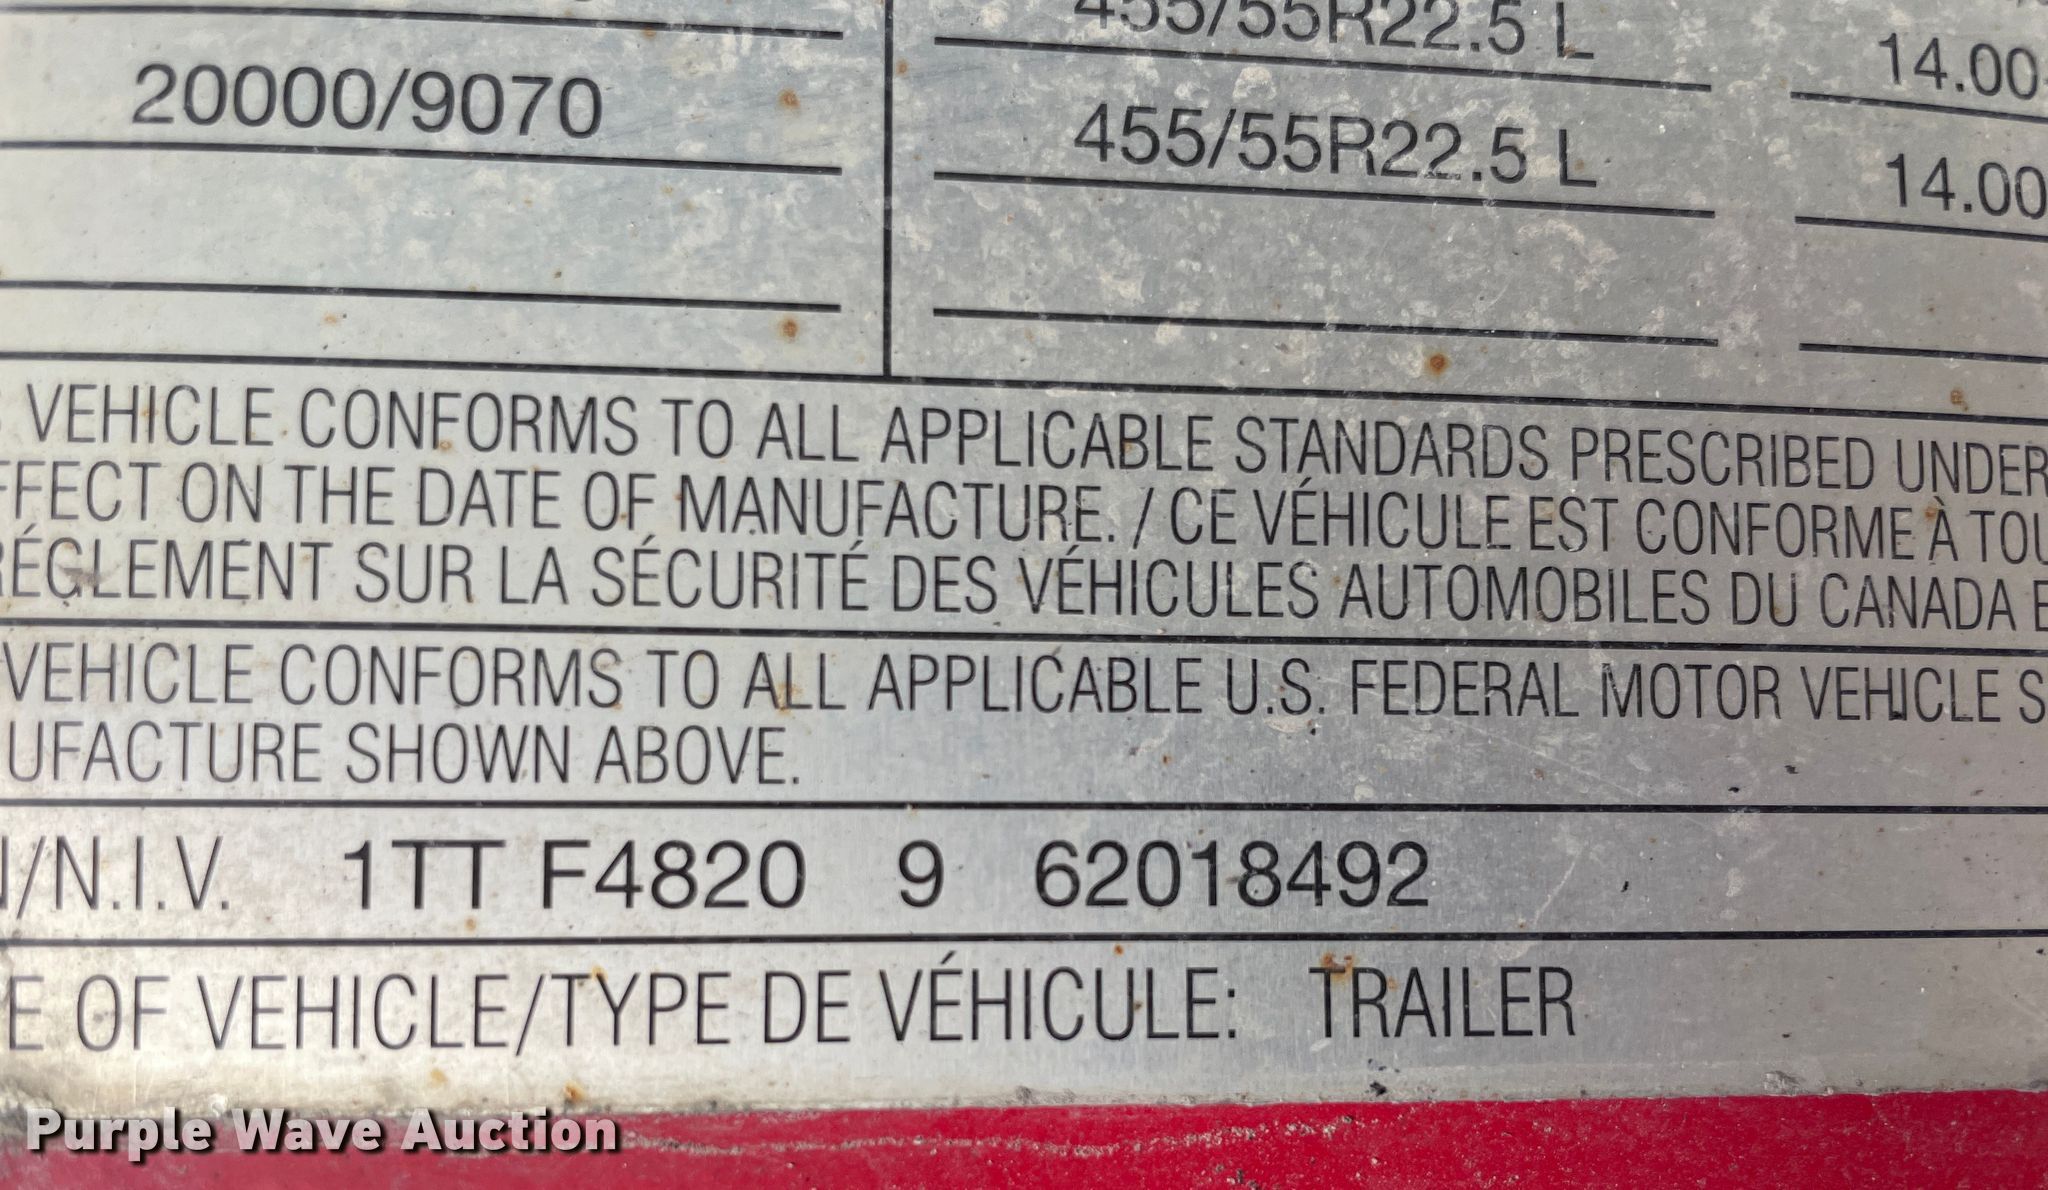 455/55R22.5 L 14.00
20000/9070 455/55R22.5 L 14.00
VEHICLE CONFORMS TO ALL APPLICABLE STANDARDS PRESCRIBED UNDER
FFECT ON THE DATE OF MANUFACTURE. / CE VÉHICULE EST CONFORME À TOU
RÉGLEMENT SUR LA SÉCURITÉ DES VÉHICULES AUTOMOBILES DU CANADA E
VEHICLE CONFORMS TO ALL APPLICABLE U.S. FEDERAL MOTOR VEHICLE S
UFACTURE SHOWN ABOVE.
/N.I.V. 1TT F4820 9 62018492
E OF VEHICLE/TYPE DE VÉHICULE: TRAILER
Purple Wave Auction